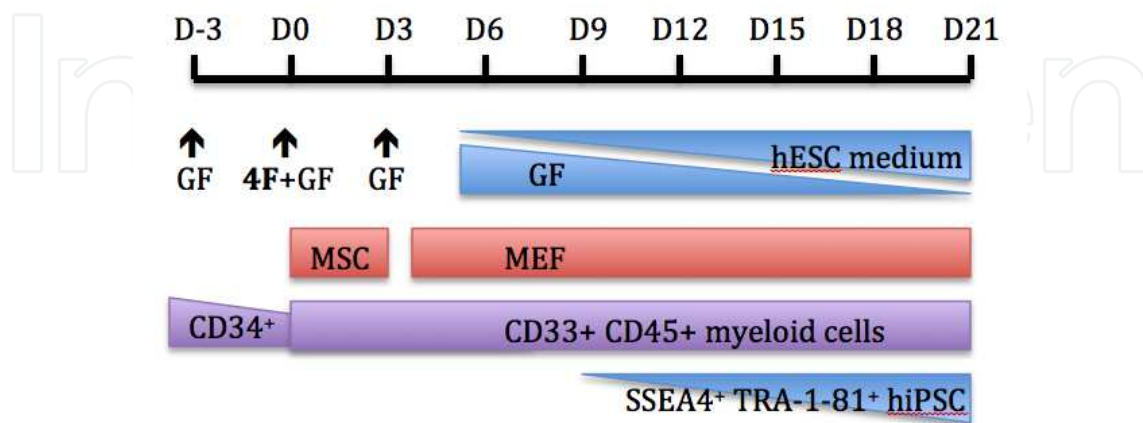 D-3 D0 D3 D6 D9 D12 D15 D18 D21
GF 4F+GF GF GF hESC medium
MSC MEF
CD34⁺ CD33+ CD45+ myeloid cells
SSEA4⁺ TRA-1-81⁺ hiPSC